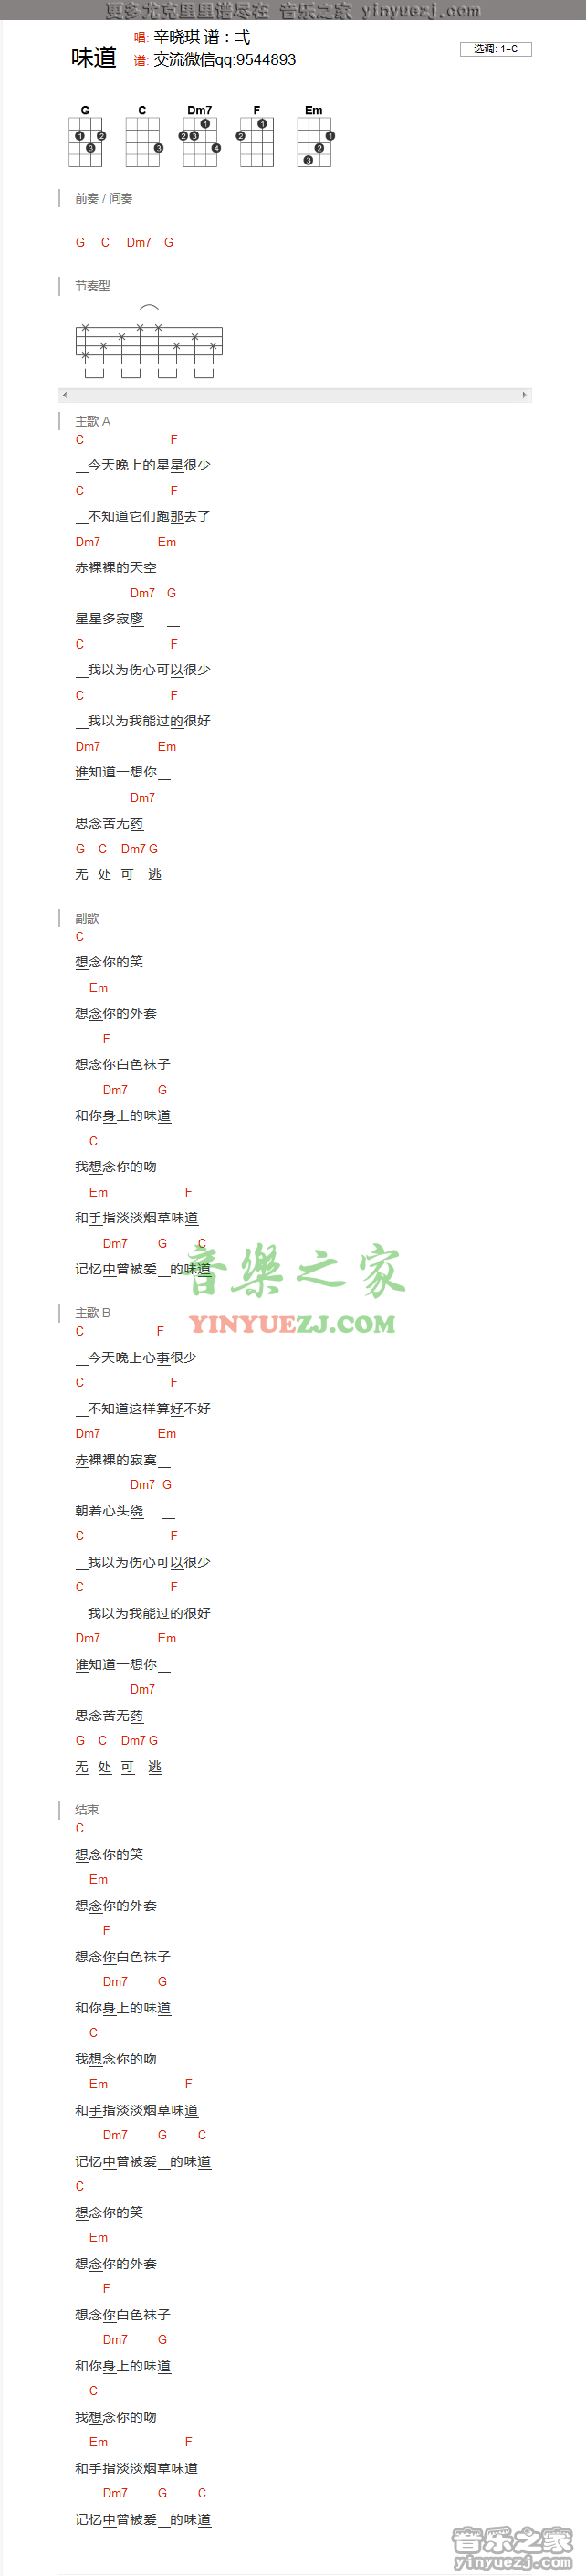 更多尤克里里谱尽在 音乐之家 yinyuezj.com
味道
唱: 辛晓琪 谱：弍
谱: 交流微信qq:9544893
选调: 1=C
G C Dm7 F Em
前奏 / 间奏
G C Dm7 G
节奏型
主歌 A
C F
__今天晚上的星星很少
C F
__不知道它们跑那去了
Dm7 Em
赤裸裸的天空__
Dm7 G
星星多寂廖 __
C F
__我以为伤心可以很少
C F
__我以为我能过的很好
Dm7 Em
谁知道一想你__
Dm7
思念苦无药
G C Dm7 G
无 处 可 逃
副歌
C
想念你的笑
Em
想念你的外套
F
想念你白色袜子
Dm7 G
和你身上的味道
C
我想念你的吻
Em F
和手指淡淡烟草味道
Dm7 G C
记忆中曾被爱__的味道
音樂之家
YINYUEZJ.COM
主歌 B
C F
__今天晚上心事很少
C F
__不知道这样算好不好
Dm7 Em
赤裸裸的寂寞__
Dm7 G
朝着心头绕 __
C F
__我以为伤心可以很少
C F
__我以为我能过的很好
Dm7 Em
谁知道一想你__
Dm7
思念苦无药
G C Dm7 G
无 处 可 逃
结束
C
想念你的笑
Em
想念你的外套
F
想念你白色袜子
Dm7 G
和你身上的味道
C
我想念你的吻
Em F
和手指淡淡烟草味道
Dm7 G C
记忆中曾被爱__的味道
C
想念你的笑
Em
想念你的外套
F
想念你白色袜子
Dm7 G
和你身上的味道
C
我想念你的吻
Em F
和手指淡淡烟草味道
Dm7 G C
记忆中曾被爱__的味道
音乐之家
yinyuezj.com